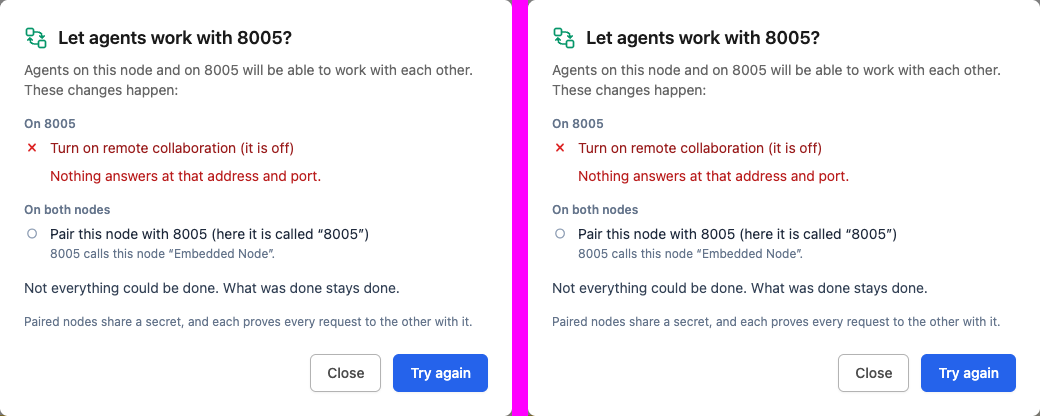 Let agents work with 8005?
Agents on this node and on 8005 will be able to work with each other.
These changes happen:
On 8005
Turn on remote collaboration (it is off)
Nothing answers at that address and port.
On both nodes
Pair this node with 8005 (here it is called “8005”)
8005 calls this node “Embedded Node”.
Not everything could be done. What was done stays done.
Paired nodes share a secret, and each proves every request to the other with it.
Close
Try again
Let agents work with 8005?
Agents on this node and on 8005 will be able to work with each other.
These changes happen:
On 8005
Turn on remote collaboration (it is off)
Nothing answers at that address and port.
On both nodes
Pair this node with 8005 (here it is called “8005”)
8005 calls this node “Embedded Node”.
Not everything could be done. What was done stays done.
Paired nodes share a secret, and each proves every request to the other with it.
Close
Try again